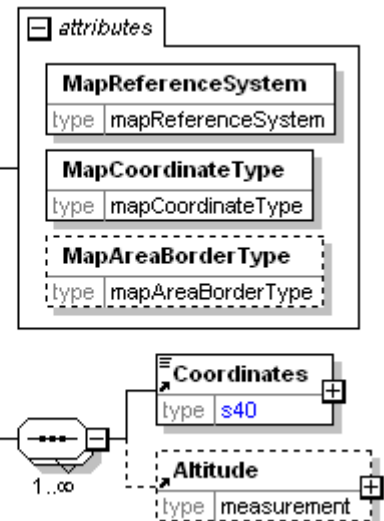 attributes
MapReferenceSystem
type mapReferenceSystem
MapCoordinateType
type mapCoordinateType
MapAreaBorderType
type mapAreaBorderType
Coordinates
type s40
1..∞
Altitude
type measurement